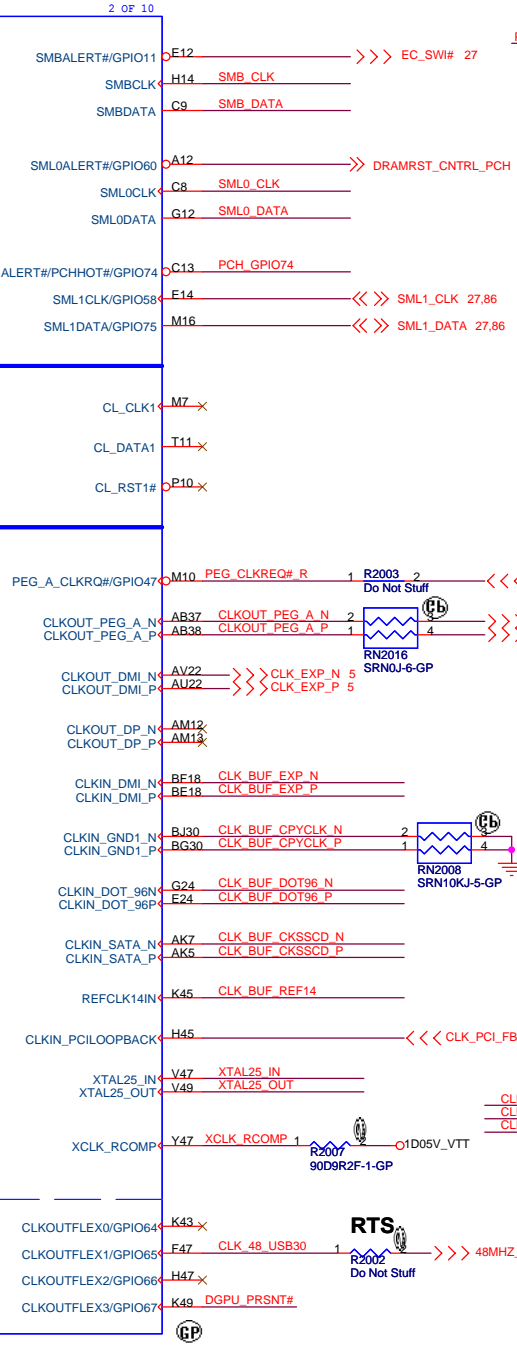 2 OF 10
SMBALERT#/GPIO11 E12 EC_SWI# 27
SMBCLK H14 SMB_CLK
SMBDATA C9 SMB_DATA
SML0ALERT#/GPIO60 A12 DRAMRST_CNTRL_PCH
SML0CLK C8 SML0_CLK
SML0DATA G12 SML0_DATA
ALERT#/PCHHOT#/GPIO74 C13 PCH_GPIO74
SML1CLK/GPIO58 E14 SML1_CLK 27,86
SML1DATA/GPIO75 M16 SML1_DATA 27,86
CL_CLK1 M7
CL_DATA1 T11
CL_RST1# P10
PEG_A_CLKRQ#/GPIO47 M10 PEG_CLKREQ#_R 1 R2003 2
Do Not Stuff
CLKOUT_PEG_A_N AB37 CLKOUT_PEG_A_N 2 3
CLKOUT_PEG_A_P AB38 CLKOUT_PEG_A_P 1 4
RN2016
SRN0J-6-GP
CLKOUT_DMI_N AV22 CLK_EXP_N 5
CLKOUT_DMI_P AU22 CLK_EXP_P 5
CLKOUT_DP_N AM12
CLKOUT_DP_P AM13
CLKIN_DMI_N BF18 CLK_BUF_EXP_N
CLKIN_DMI_P BE18 CLK_BUF_EXP_P
CLKIN_GND1_N BJ30 CLK_BUF_CPYCLK_N 2 3
CLKIN_GND1_P BG30 CLK_BUF_CPYCLK_P 1 4
RN2008
SRN10KJ-5-GP
CLKIN_DOT_96N G24 CLK_BUF_DOT96_N
CLKIN_DOT_96P E24 CLK_BUF_DOT96_P
CLKIN_SATA_N AK7 CLK_BUF_CKSSCD_N
CLKIN_SATA_P AK5 CLK_BUF_CKSSCD_P
REFCLK14IN K45 CLK_BUF_REF14
CLKIN_PCILOOPBACK H45 CLK_PCI_FB
XTAL25_IN V47 XTAL25_IN
XTAL25_OUT V49 XTAL25_OUT
XCLK_RCOMP Y47 XCLK_RCOMP 1 2 1D05V_VTT
R2007
90D9R2F-1-GP
CLKOUTFLEX0/GPIO64 K43
RTS
CLKOUTFLEX1/GPIO65 F47 CLK_48_USB30 1 2 48MHZ_
R2002
Do Not Stuff
CLKOUTFLEX2/GPIO66 H47
CLKOUTFLEX3/GPIO67 K49 DGPU_PRSNT#
GP